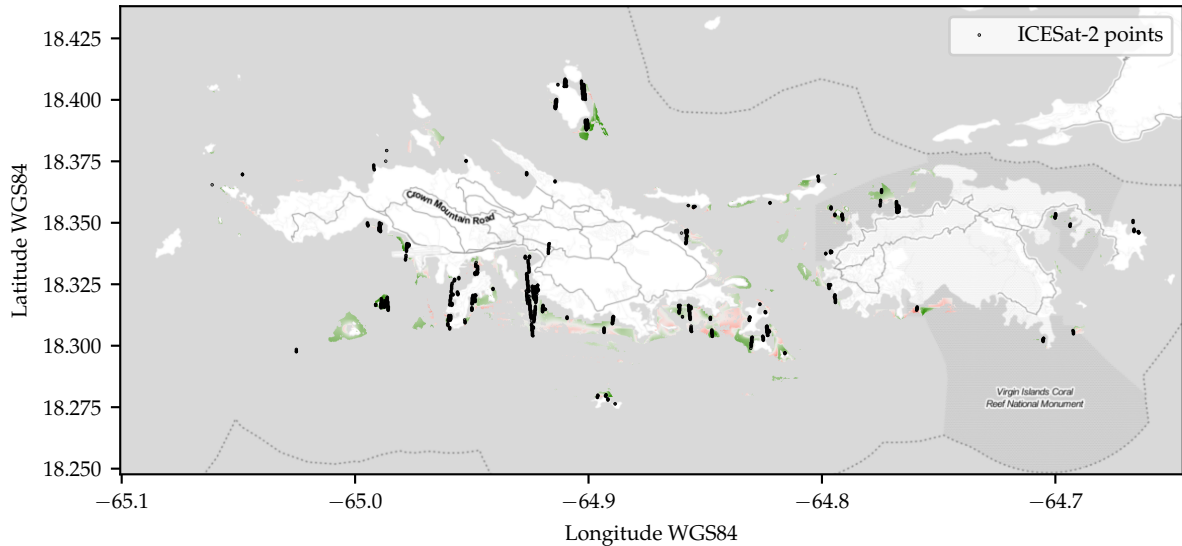 ICESat-2 points
18.425
18.400
18.375
18.350
18.325
18.300
18.275
18.250
Latitude WGS84
Crown Mountain Road
Virgin Islands Coral
Reef National Monument
−65.1
−65.0
−64.9
−64.8
−64.7
Longitude WGS84